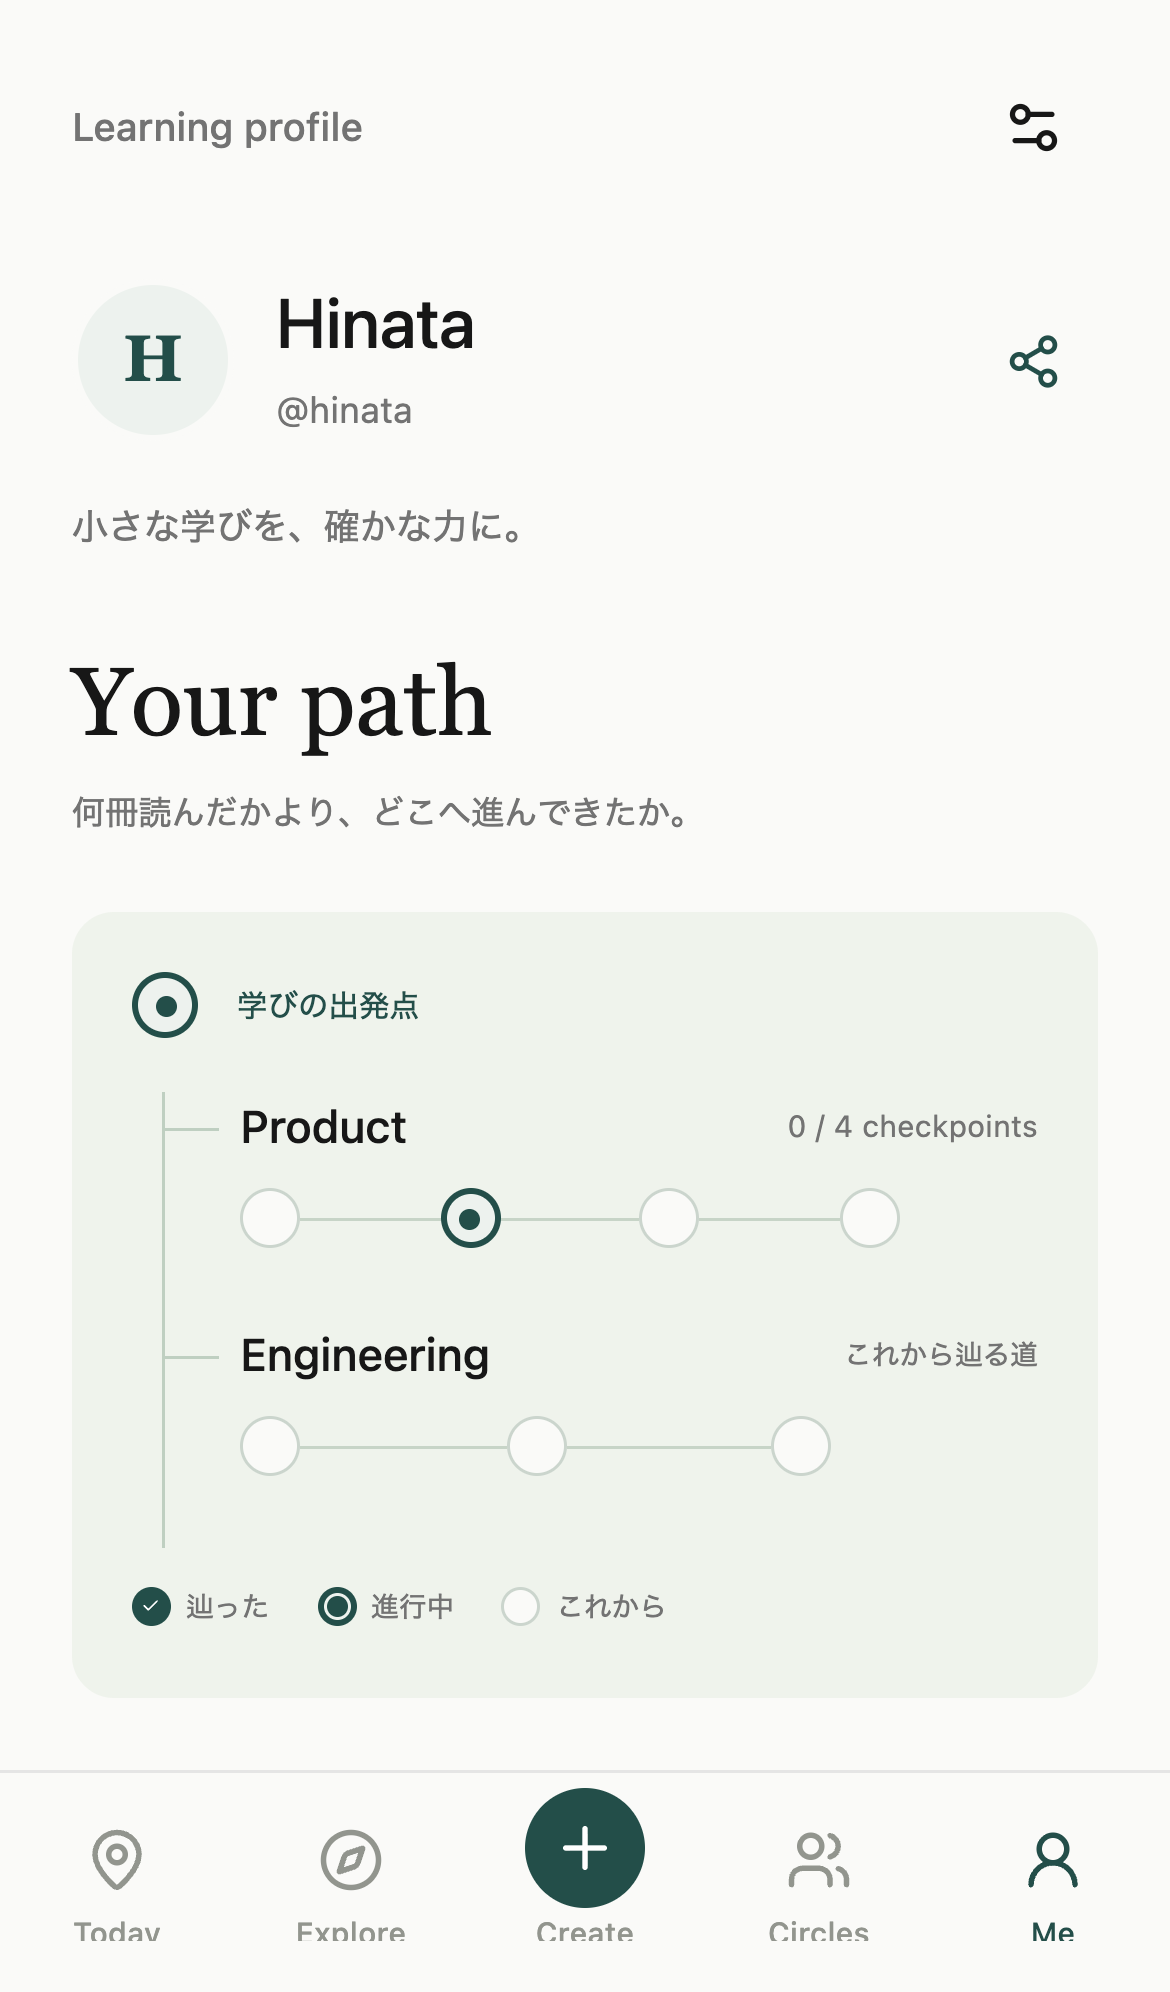 Learning profile
H
Hinata
@hinata
小さな学びを、確かな力に。
Your path
何冊読んだかより、どこへ進んできたか。
学びの出発点
Product
0 / 4 checkpoints
Engineering
これから辿る道
辿った
進行中
これから
Today
Explore
Create
Circles
Me